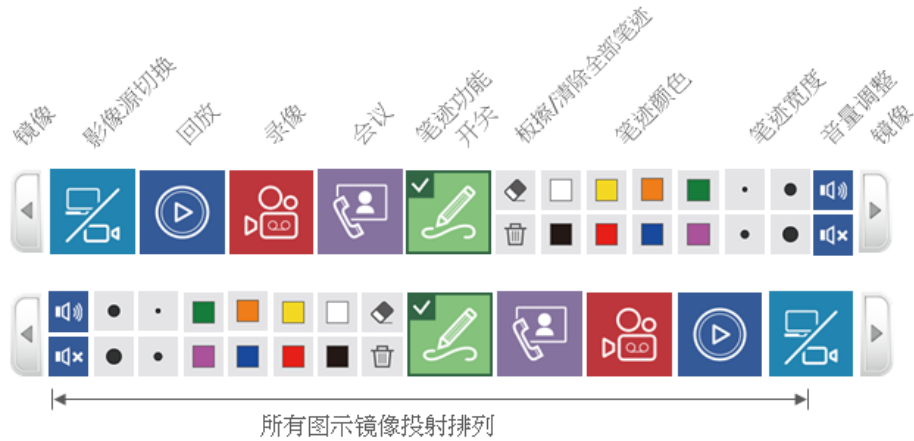 镜像
影像源切换
回放
录像
会议
笔迹功能
开关
板擦/清除全部笔迹
笔迹颜色
笔迹宽度
音量调整
镜像
所有图示镜像投射排列